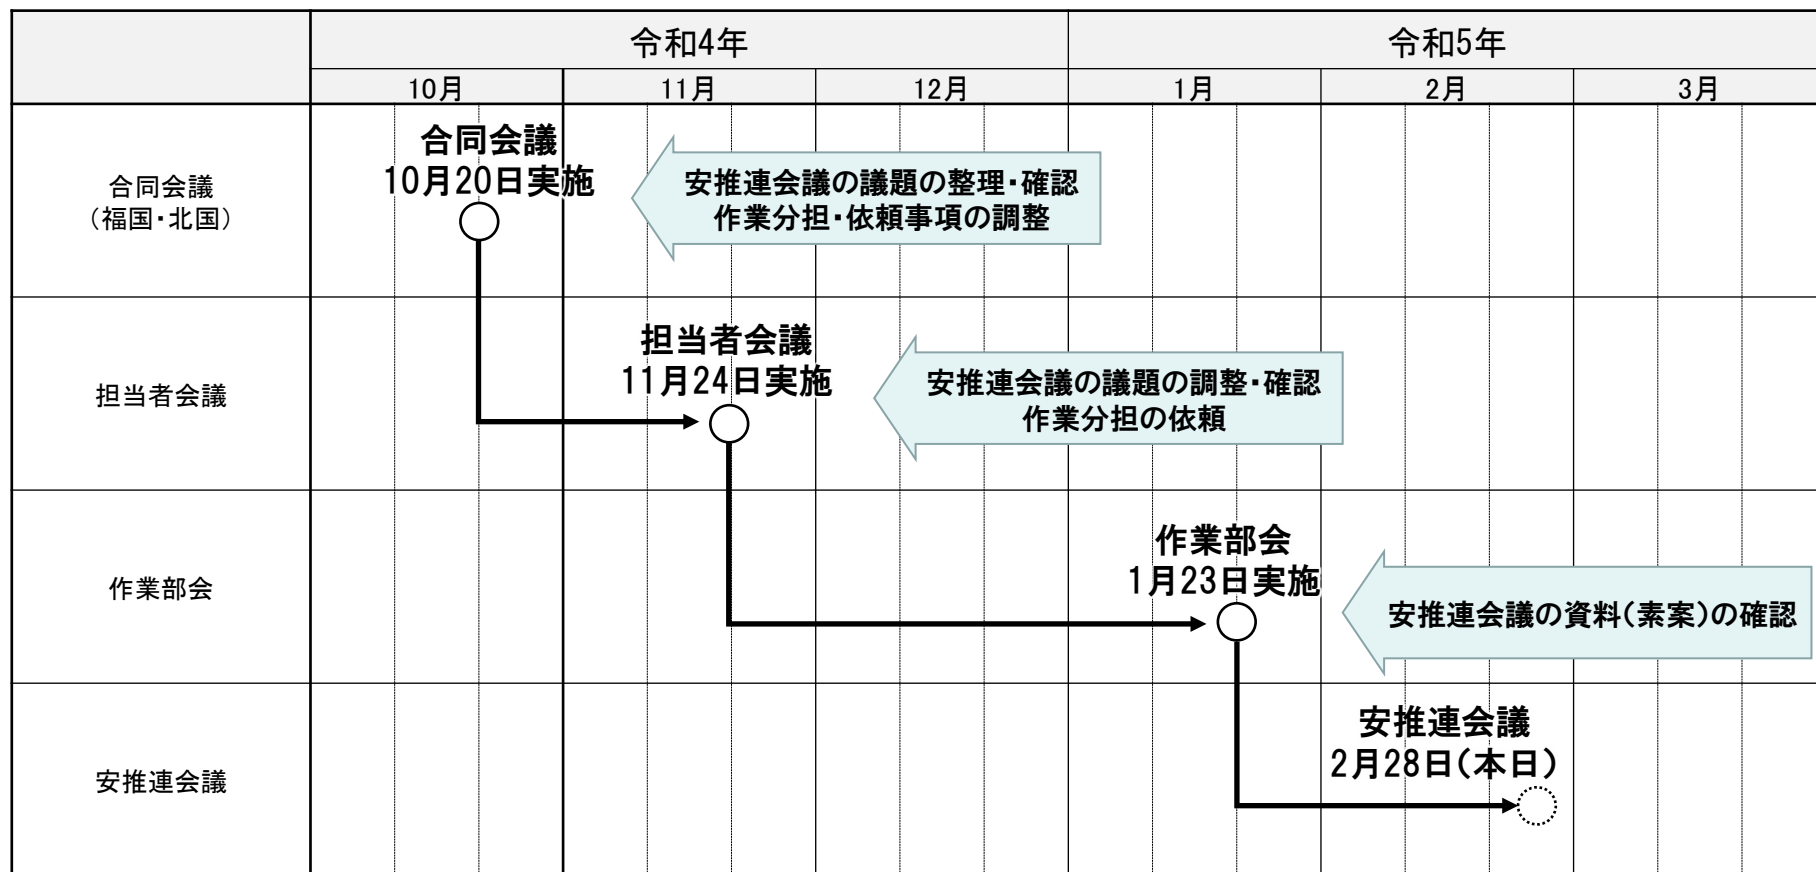 令和4年
令和5年
10月
11月
12月
1月
2月
3月
合同会議
（福国・北国）
合同会議
10月20日実施
安推連会議の議題の整理・確認
作業分担・依頼事項の調整
担当者会議
担当者会議
11月24日実施
安推連会議の議題の調整・確認
作業分担の依頼
作業部会
作業部会
1月23日実施
安推連会議の資料（素案）の確認
安推連会議
安推連会議
2月28日（本日）